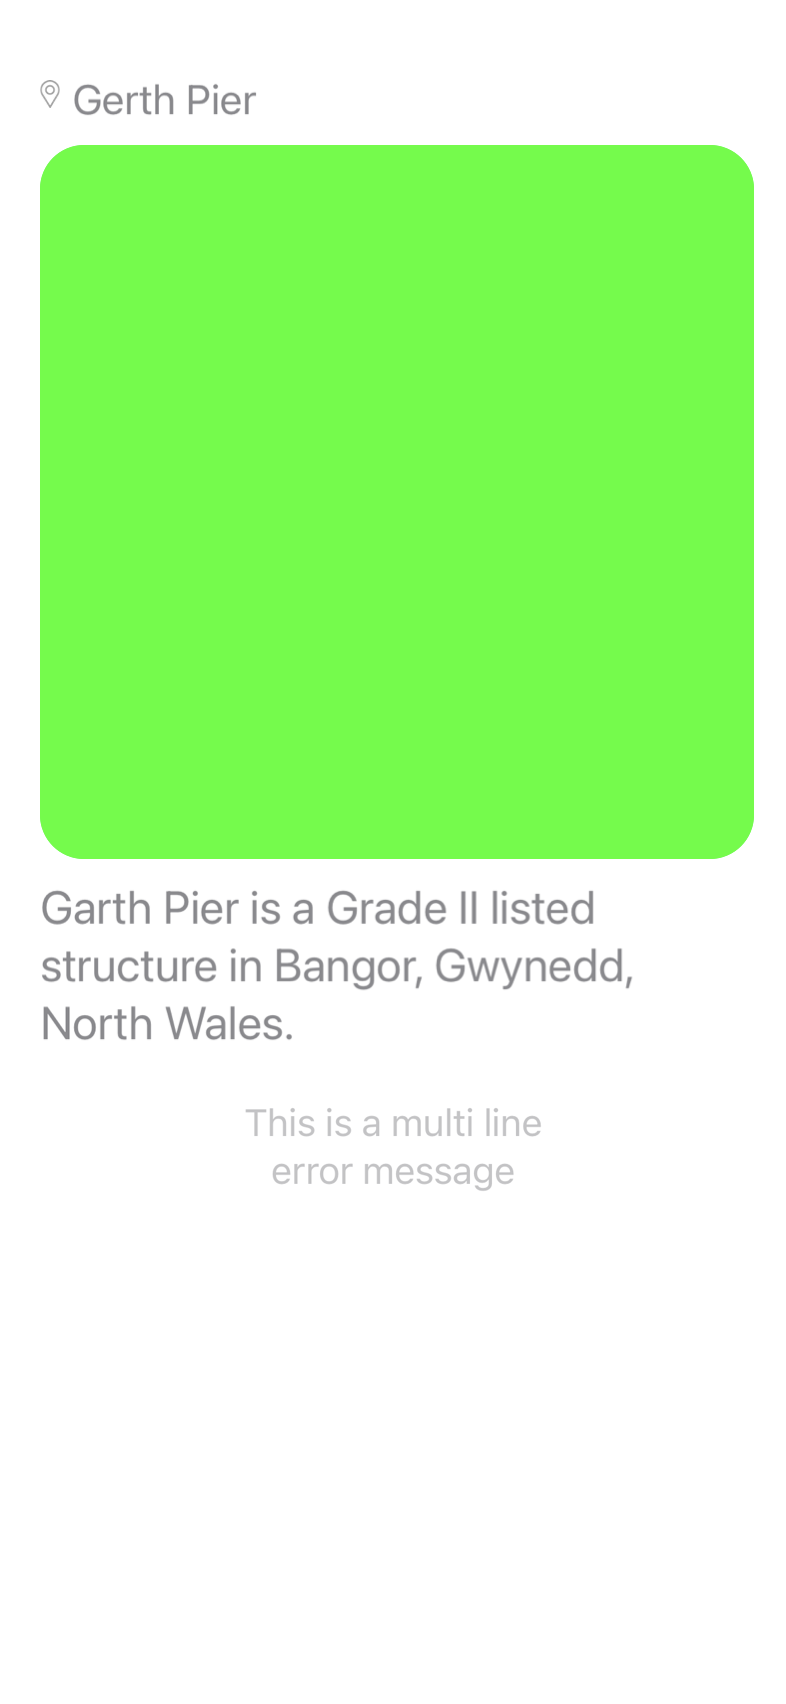 Gerth Pier
Garth Pier is a Grade II listed
structure in Bangor, Gwynedd,
North Wales.
This is a multi line
error message